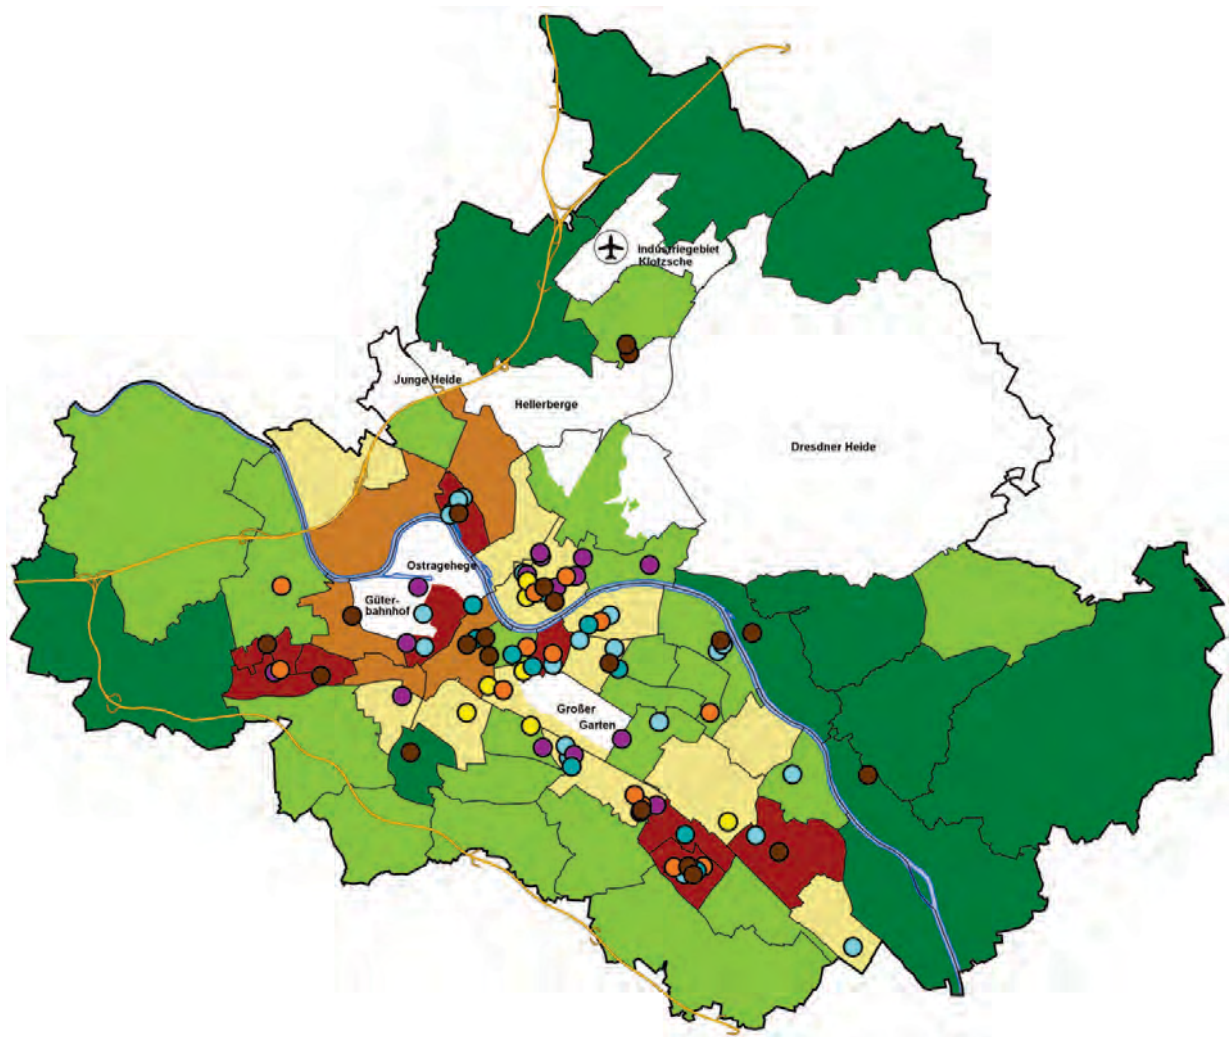 Industriegebiet
Klotzsche
Junge Heide
Hellerberge
Dresdner Heide
Ostragehege
Güter-
bahnhof
Großer
Garten